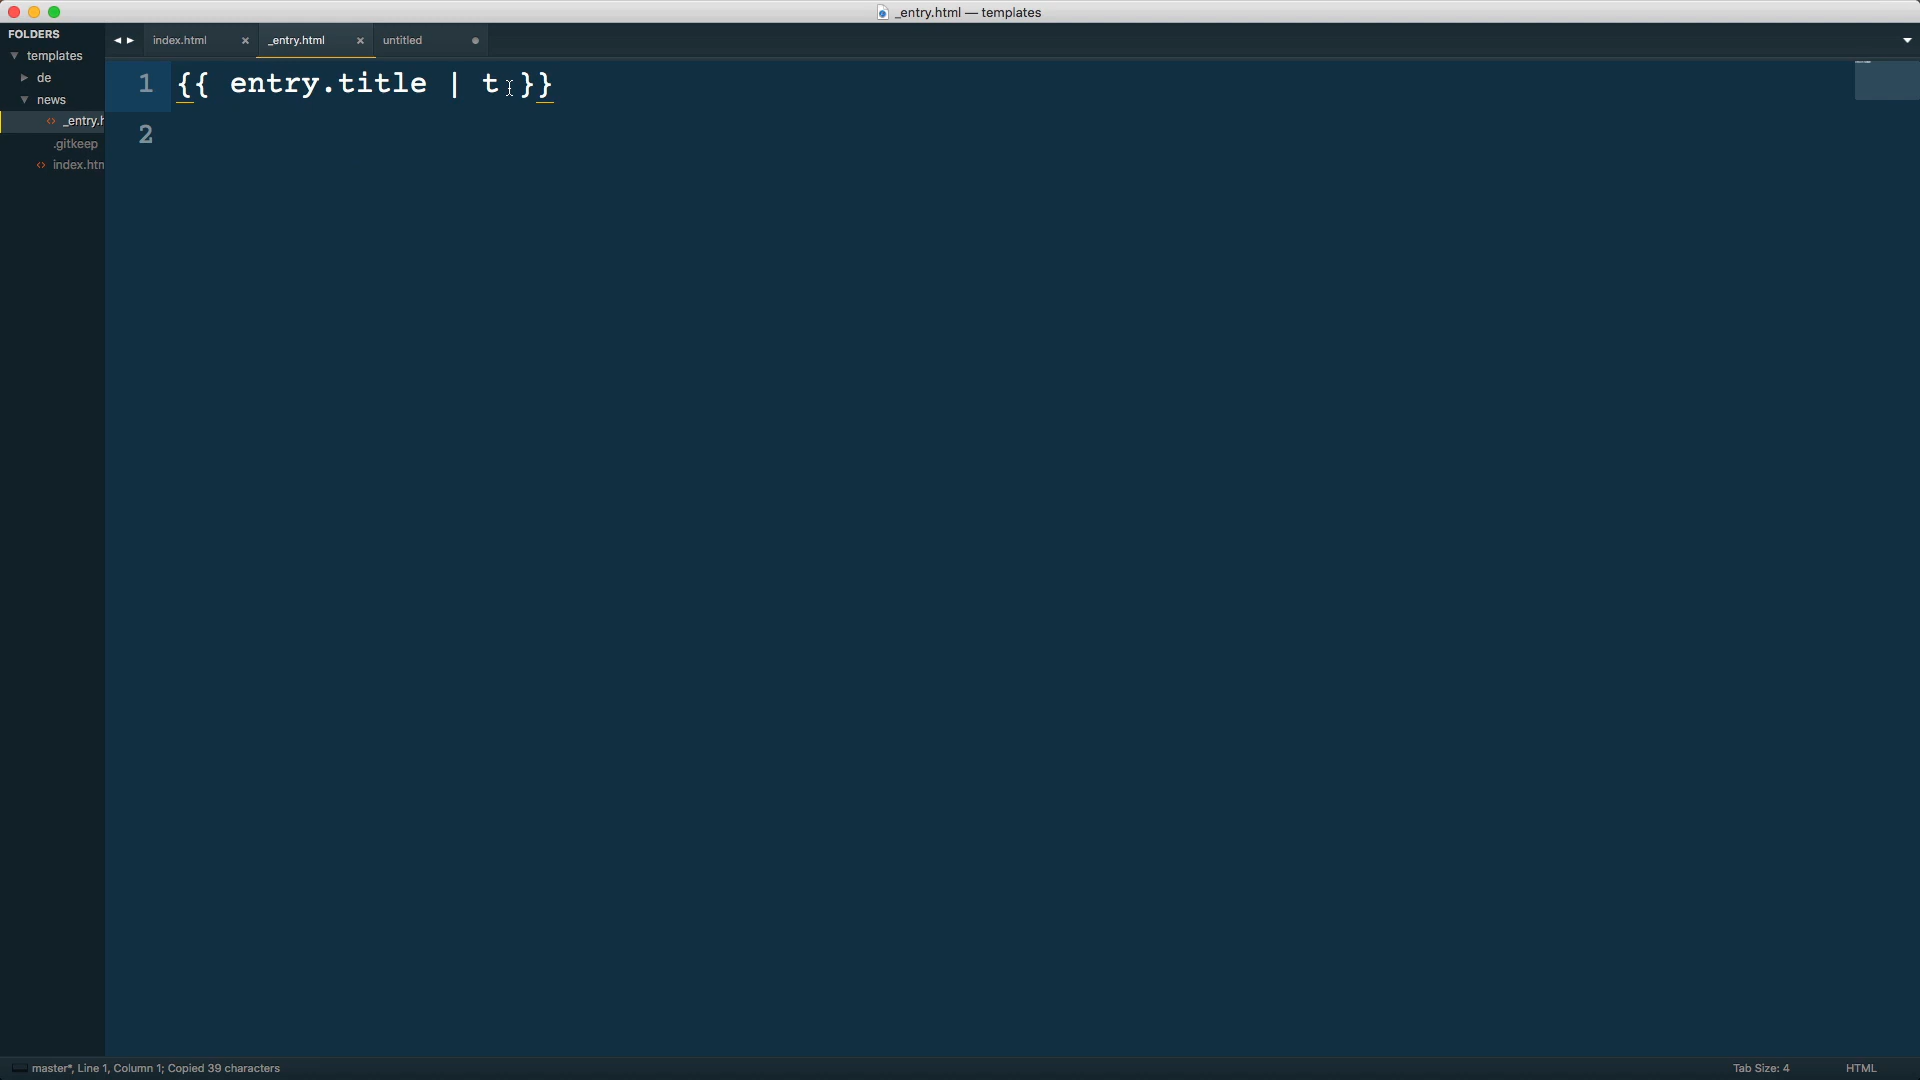 _entry.html — templates
FOLDERS
templates
de
news
_entry.h
.gitkeep
index.htm
index.html
_entry.html
untitled
1 {{ entry.title | t }}
2
master*, Line 1, Column 1; Copied 39 characters
Tab Size: 4
HTML